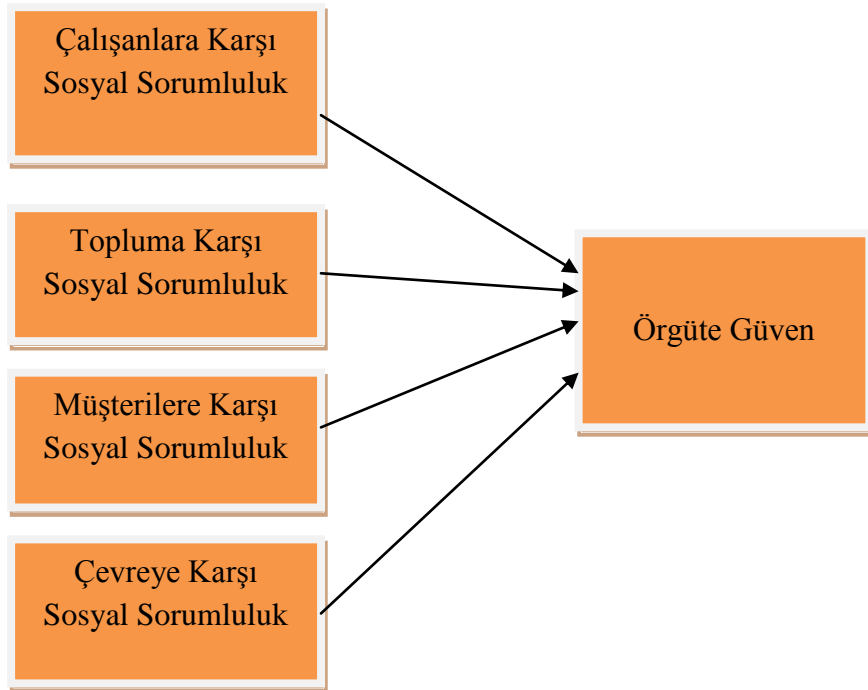 Çalışanlara Karşı
Sosyal Sorumluluk
Topluma Karşı
Sosyal Sorumluluk
Müşterilere Karşı
Sosyal Sorumluluk
Çevreye Karşı
Sosyal Sorumluluk
Örgüte Güven